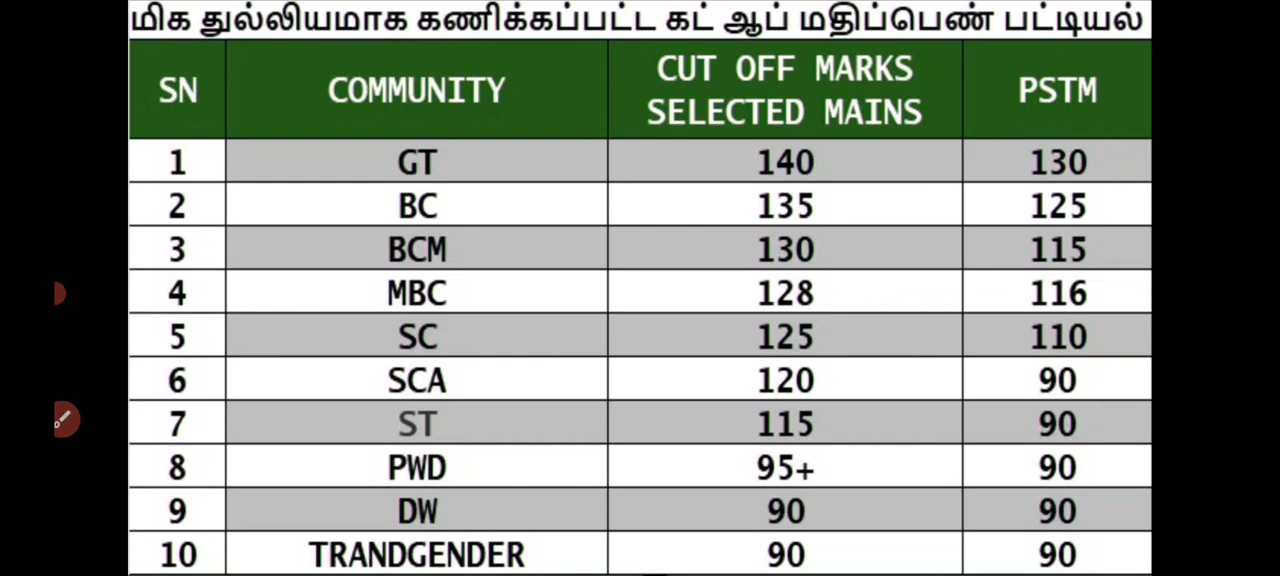 மிக துல்லியமாக கணிக்கப்பட்ட கட் ஆப் மதிப்பெண் பட்டியல்
SN COMMUNITY CUT OFF MARKS SELECTED MAINS PSTM
1 GT 140 130
2 BC 135 125
3 BCM 130 115
4 MBC 128 116
5 SC 125 110
6 SCA 120 90
7 ST 115 90
8 PWD 95+ 90
9 DW 90 90
10 TRANDGENDER 90 90